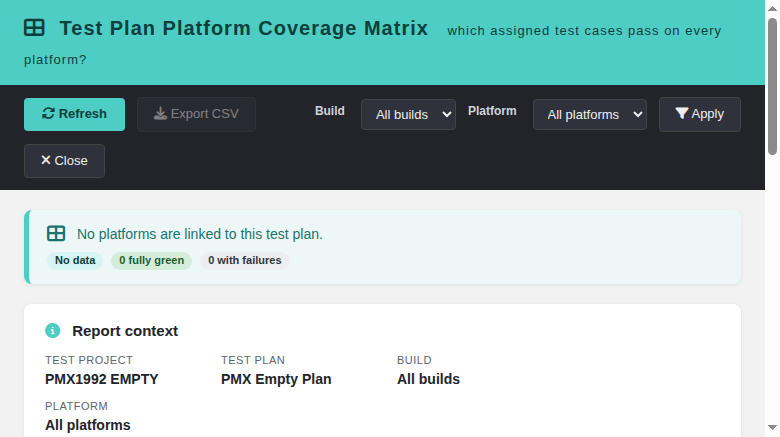 Test Plan Platform Coverage Matrix which assigned test cases pass on every
platform?
Refresh Export CSV Build All builds Platform All platforms Apply
Close
No platforms are linked to this test plan.
No data 0 fully green 0 with failures
Report context
TEST PROJECT TEST PLAN BUILD
PMX1992 EMPTY PMX Empty Plan All builds
PLATFORM
All platforms